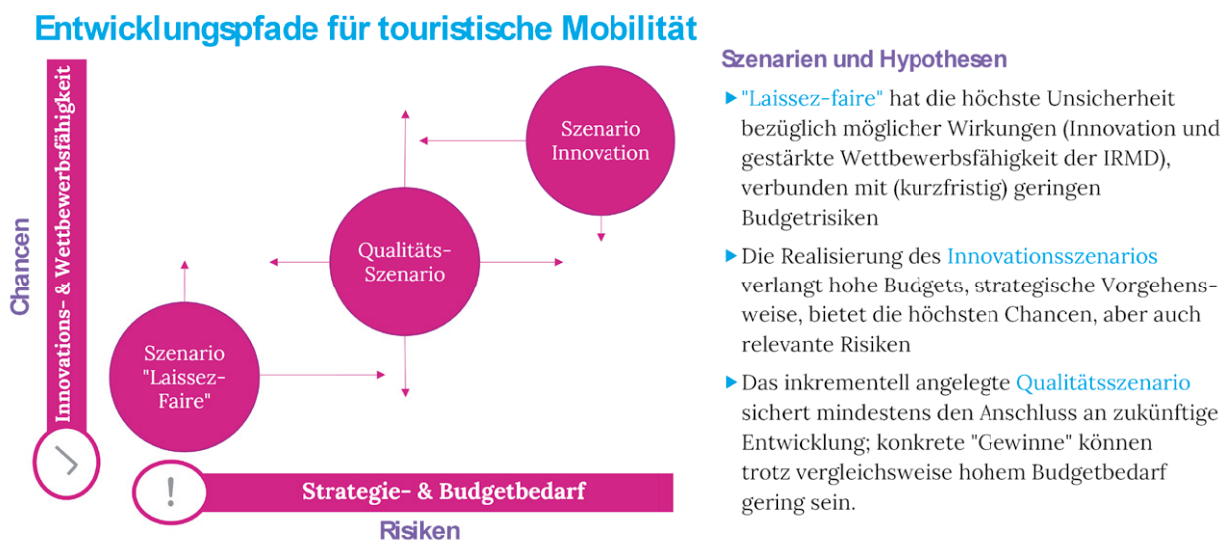 Entwicklungspfade für touristische Mobilität
Chancen
Innovations- & Wettbewerbsfähigkeit
Szenario
Innovation
Qualitäts-
Szenario
Szenario
"Laissez-
Faire"
!
Strategie- & Budgetbedarf
Risiken
Szenarien und Hypothesen
"Laissez-faire" hat die höchste Unsicherheit
bezüglich möglicher Wirkungen (Innovation und
gestärkte Wettbewerbsfähigkeit der IRMD),
verbunden mit (kurzfristig) geringen
Budgetrisiken
Die Realisierung des Innovationsszenarios
verlangt hohe Budgets, strategische Vorgehens-
weise, bietet die höchsten Chancen, aber auch
relevante Risiken
Das inkrementell angelegte Qualitätsszenario
sichert mindestens den Anschluss an zukünftige
Entwicklung; konkrete "Gewinne" können
trotz vergleichsweise hohem Budgetbedarf
gering sein.